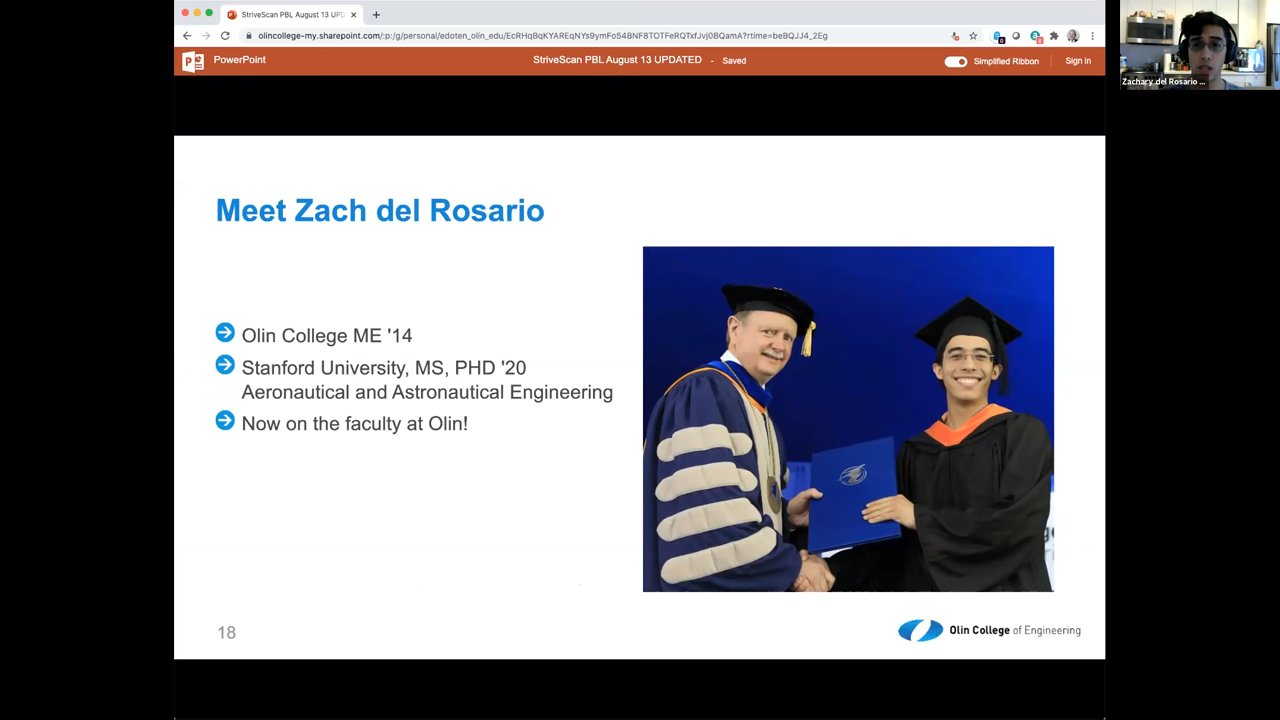 StriveScan PBL August 13 UPD
olincollege-my.sharepoint.com/:p:/g/personal/edoten_olin_edu/EcRHqBqKYAREqNYs9ymFo54BNF8TOTFeRQTxfJvj0BQamA?rtime=beBQJJ4_2Eg
PowerPoint
StriveScan PBL August 13 UPDATED - Saved
Simplified Ribbon
Sign in
Zachary del Rosario ...
Meet Zach del Rosario
Olin College ME '14
Stanford University, MS, PHD '20
Aeronautical and Astronautical Engineering
Now on the faculty at Olin!
18
Olin College of Engineering